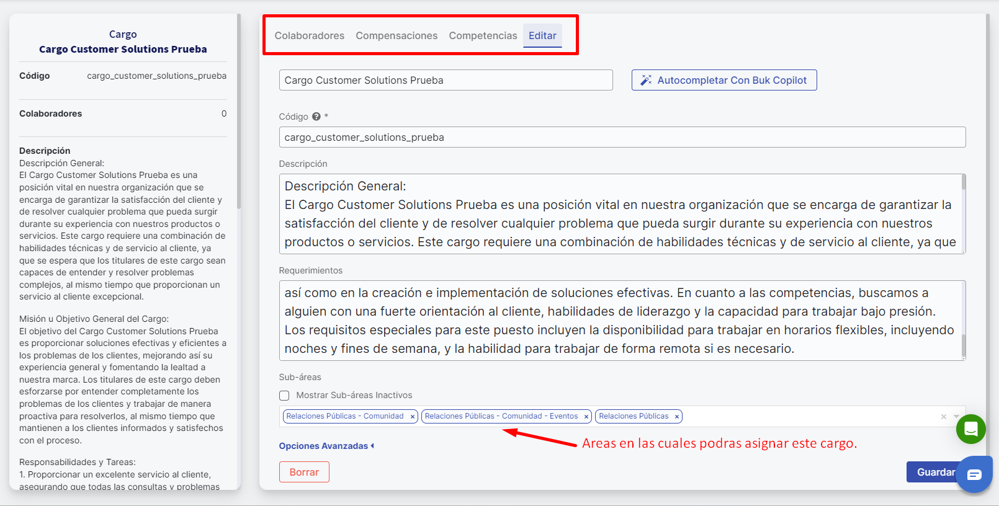 Cargo
Cargo Customer Solutions Prueba
Código cargo_customer_solutions_prueba
Colaboradores 0
Descripción
Descripción General:
El Cargo Customer Solutions Prueba es una
posición vital en nuestra organización que se
encarga de garantizar la satisfacción del cliente y
de resolver cualquier problema que pueda surgir
durante su experiencia con nuestros productos o
servicios. Este cargo requiere una combinación de
habilidades técnicas y de servicio al cliente, ya
que se espera que los titulares de este cargo sean
capaces de entender y resolver problemas
complejos, al mismo tiempo que proporcionan un
servicio al cliente excepcional.
Misión u Objetivo General del Cargo:
El objetivo del Cargo Customer Solutions Prueba
es proporcionar soluciones efectivas y eficientes a
los problemas de los clientes, mejorando así su
experiencia general y fomentando la lealtad a
nuestra marca. Los titulares de este cargo deben
esforzarse por entender completamente los
problemas de los clientes y trabajar de manera
proactiva para resolverlos, al mismo tiempo que
mantienen a los clientes informados y satisfechos
con el proceso.
Responsabilidades y Tareas:
1. Proporcionar un excelente servicio al cliente,
asegurando que todas las consultas y problemas
Colaboradores Compensaciones Competencias Editar
Cargo Customer Solutions Prueba
Autocompletar Con Buk Copilot
Código ? *
cargo_customer_solutions_prueba
Descripción
Descripción General:
El Cargo Customer Solutions Prueba es una posición vital en nuestra organización que se encarga de garantizar la
satisfacción del cliente y de resolver cualquier problema que pueda surgir durante su experiencia con nuestros
productos o servicios. Este cargo requiere una combinación de habilidades técnicas y de servicio al cliente, ya que
Requerimientos
así como en la creación e implementación de soluciones efectivas. En cuanto a las competencias, buscamos a
alguien con una fuerte orientación al cliente, habilidades de liderazgo y la capacidad para trabajar bajo presión.
Los requisitos especiales para este puesto incluyen la disponibilidad para trabajar en horarios flexibles, incluyendo
noches y fines de semana, y la habilidad para trabajar de forma remota si es necesario.
Sub-áreas
Mostrar Sub-áreas Inactivos
Relaciones Públicas - Comunidad × Relaciones Públicas - Comunidad - Eventos × Relaciones Públicas ×
Areas en las cuales podras asignar este cargo.
Opciones Avanzadas
Borrar
Guardar